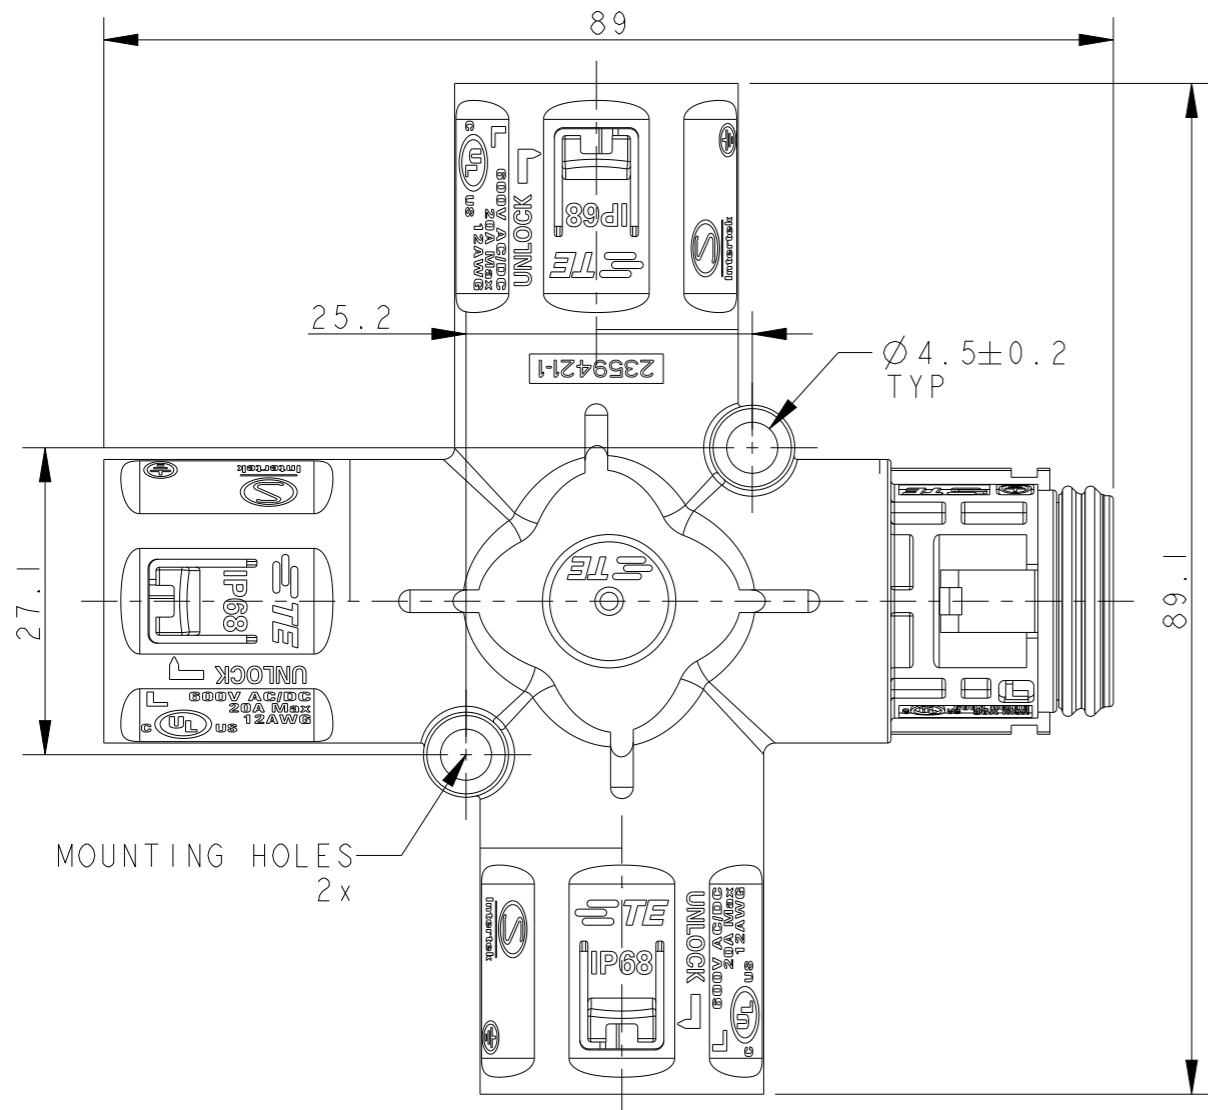 89
C UL US
600V AC/DC
20A Max
12AWG
UNLOCK
IP68
TE
Intertek
25.2
Ø4.5±0.2
TYP
2359421-1
Intertek
TE
IP68
UNLOCK
600V AC/DC
20A Max
12AWG
C UL US
27.1
TE
TE
89.1
MOUNTING HOLES
2x
Intertek
TE
IP68
UNLOCK
600V AC/DC
20A Max
12AWG
C UL US